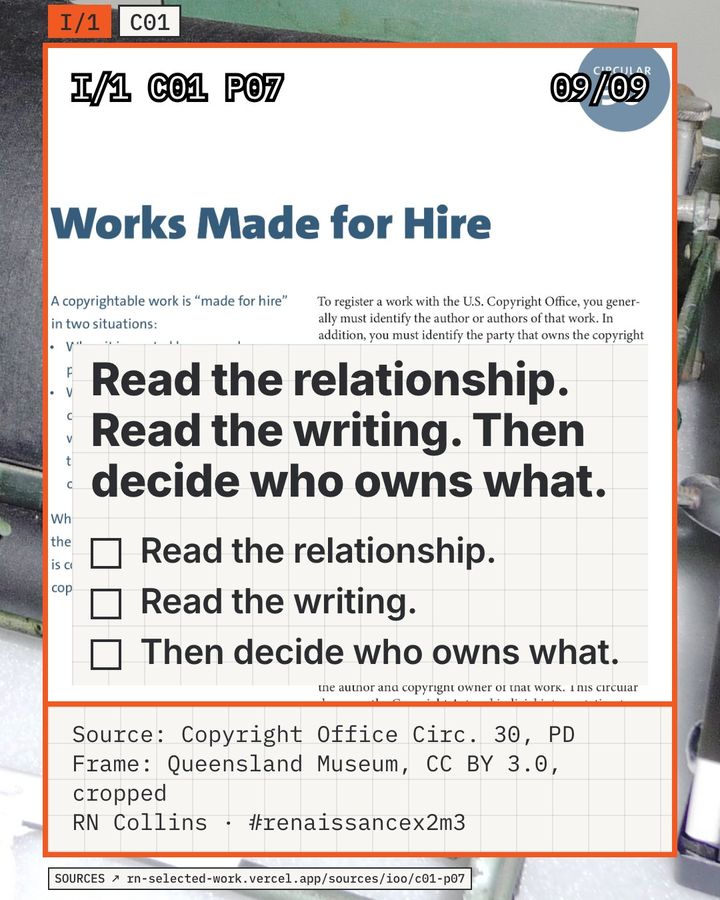 I/1 C01
I/1 C01 P07
09/09
CIRCULAR
Works Made for Hire
A copyrightable work is “made for hire”
in two situations:
To register a work with the U.S. Copyright Office, you gener-
ally must identify the author or authors of that work. In
addition, you must identify the party that owns the copyright
Read the relationship.
Read the writing. Then
decide who owns what.
Read the relationship.
Read the writing.
Then decide who owns what.
the author and copyright owner of that work. This circular
Source: Copyright Office Circ. 30, PD
Frame: Queensland Museum, CC BY 3.0,
cropped
RN Collins · #renaissancex2m3
SOURCES ↗ rn-selected-work.vercel.app/sources/ioo/c01-p07